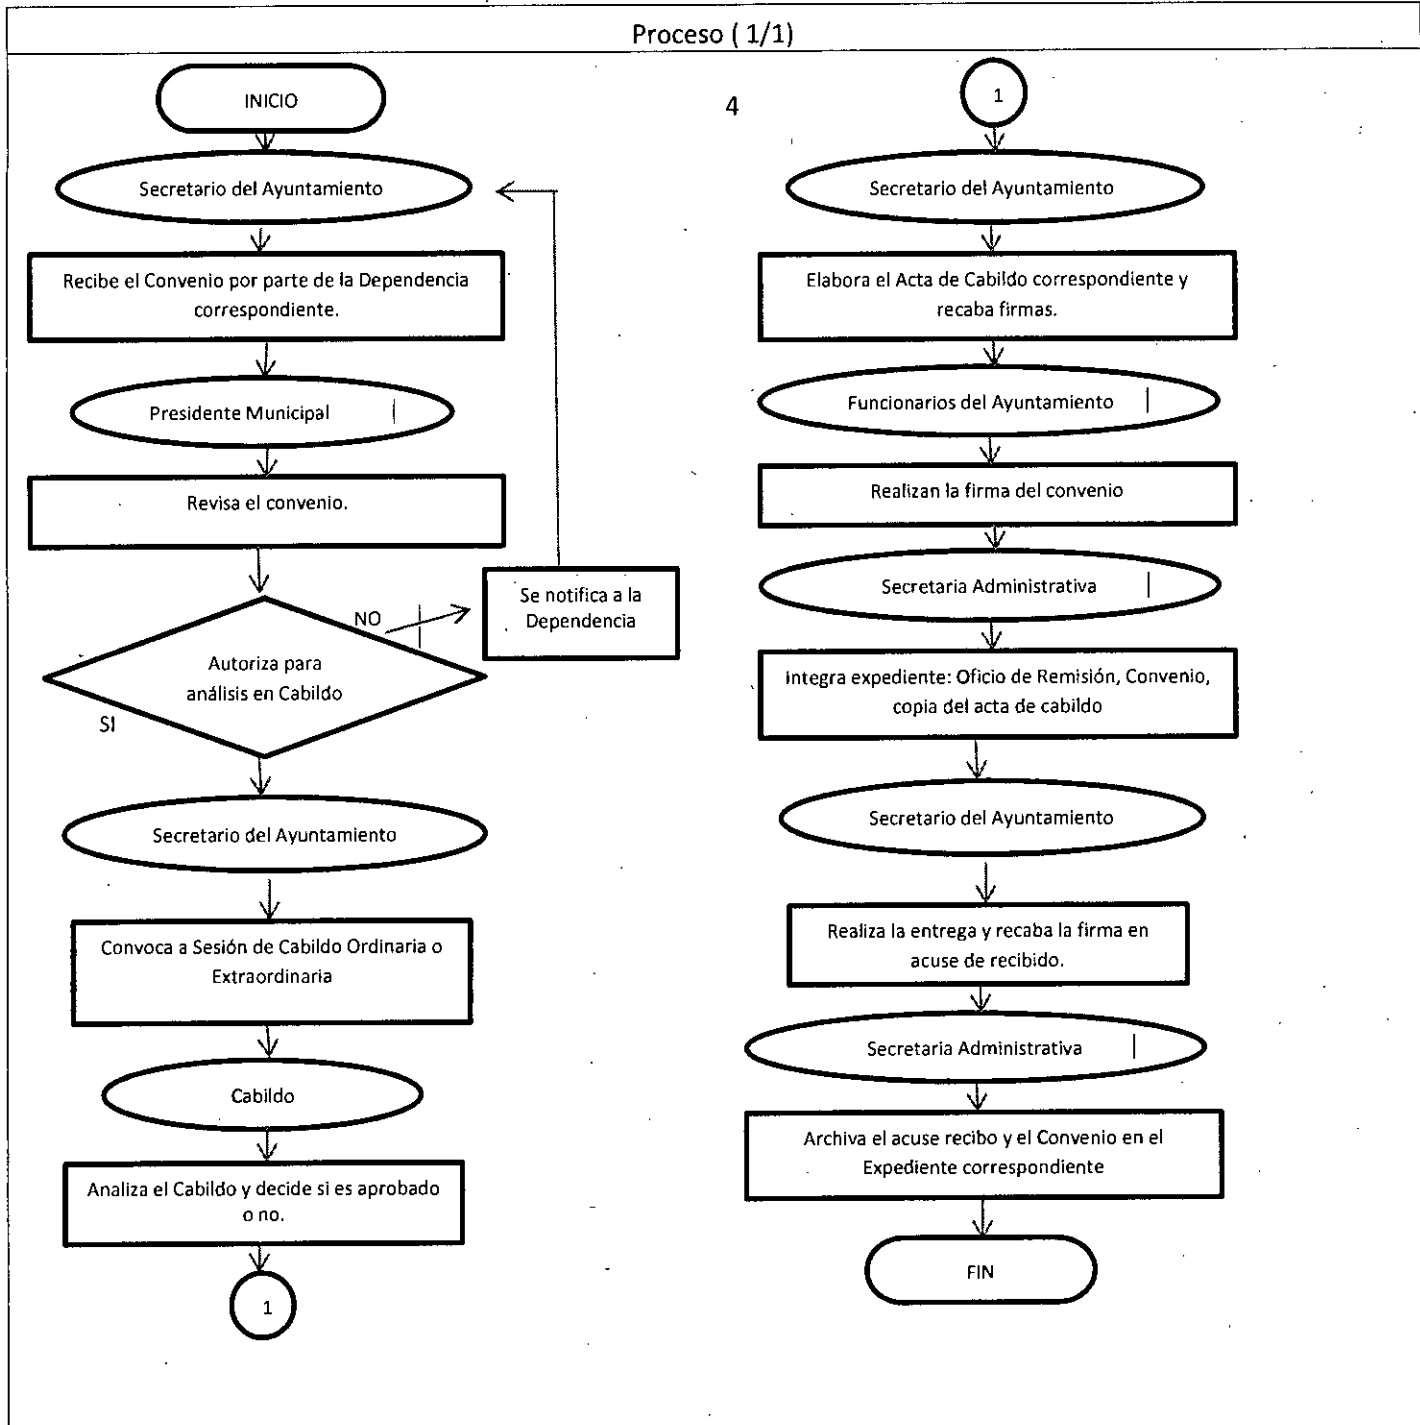 Proceso ( 1/1)
INICIO
Secretario del Ayuntamiento
Recibe el Convenio por parte de la Dependencia
correspondiente.
Presidente Municipal
Revisa el convenio.
NO
Se notifica a la
Dependencia
Autoriza para
análisis en Cabildo
SI
Secretario del Ayuntamiento
Convoca a Sesión de Cabildo Ordinaria o
Extraordinaria
Cabildo
Analiza el Cabildo y decide si es aprobado
o no.
1
4
1
Secretario del Ayuntamiento
Elabora el Acta de Cabildo correspondiente y
recaba firmas.
Funcionarios del Ayuntamiento
Realizan la firma del convenio
Secretaria Administrativa
Integra expediente: Oficio de Remisión, Convenio,
copia del acta de cabildo
Secretario del Ayuntamiento
Realiza la entrega y recaba la firma en
acuse de recibido.
Secretaria Administrativa
Archiva el acuse recibo y el Convenio en el
Expediente correspondiente
FIN